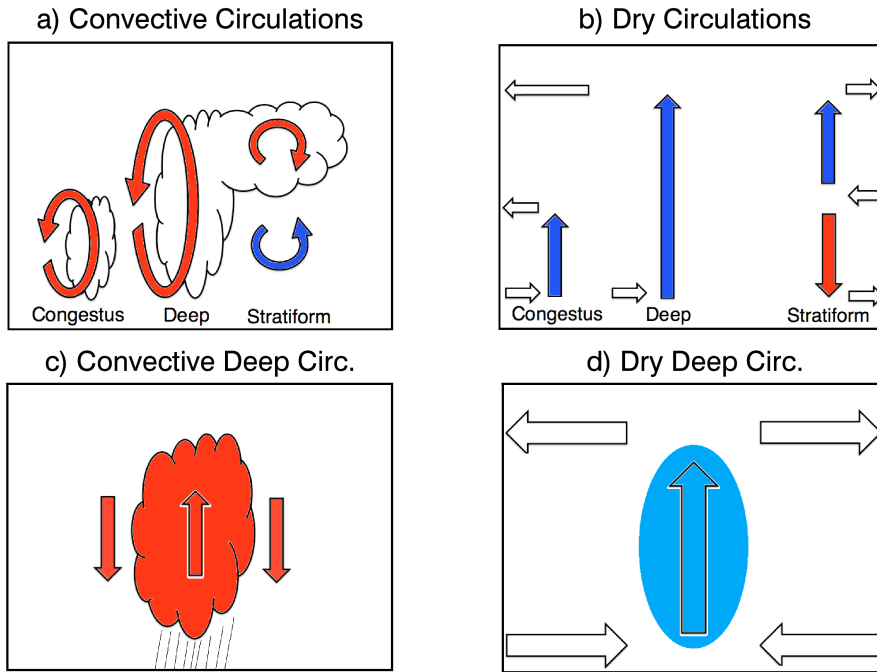 a) Convective Circulations
b) Dry Circulations
Congestus Deep Stratiform
Congestus Deep Stratiform
c) Convective Deep Circ.
d) Dry Deep Circ.